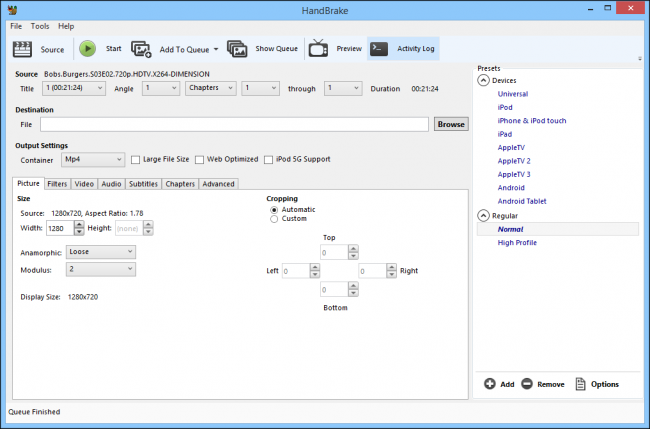 HandBrake
File Tools Help
Source Start Add To Queue Show Queue Preview Activity Log
Source Bobs.Burgers.S03E02.720p.HDTV.X264-DIMENSION
Title 1 (00:21:24) Angle 1 Chapters 1 through 1 Duration 00:21:24
Destination
File Browse
Output Settings
Container Mp4 Large File Size Web Optimized iPod 5G Support
Picture Filters Video Audio Subtitles Chapters Advanced
Size
Source: 1280x720, Aspect Ratio: 1.78
Width: 1280 Height: (none)
Anamorphic: Loose
Modulus: 2
Display Size: 1280x720
Cropping
Automatic
Custom
Top
0
Left 0 0 Right
0
Bottom
Presets
Devices
Universal
iPod
iPhone & iPod touch
iPad
AppleTV
AppleTV 2
AppleTV 3
Android
Android Tablet
Regular
Normal
High Profile
Add Remove Options
Queue Finished